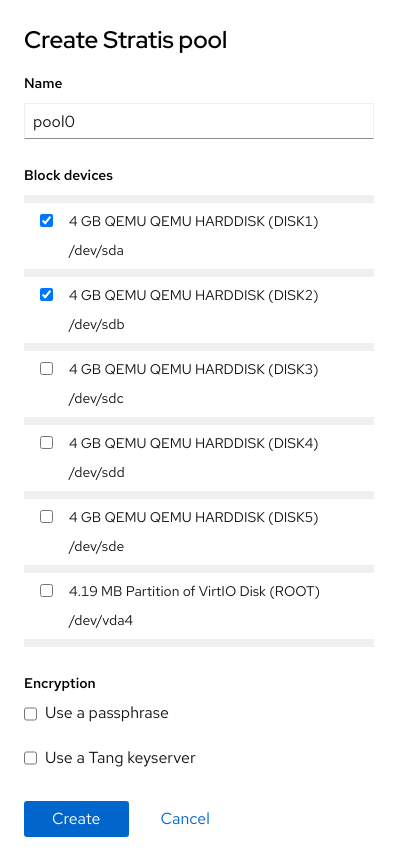 Create Stratis pool
Name
pool0
Block devices
4 GB QEMU QEMU HARDDISK (DISK1)
/dev/sda
4 GB QEMU QEMU HARDDISK (DISK2)
/dev/sdb
4 GB QEMU QEMU HARDDISK (DISK3)
/dev/sdc
4 GB QEMU QEMU HARDDISK (DISK4)
/dev/sdd
4 GB QEMU QEMU HARDDISK (DISK5)
/dev/sde
4.19 MB Partition of VirtIO Disk (ROOT)
/dev/vda4
Encryption
Use a passphrase
Use a Tang keyserver
Create Cancel